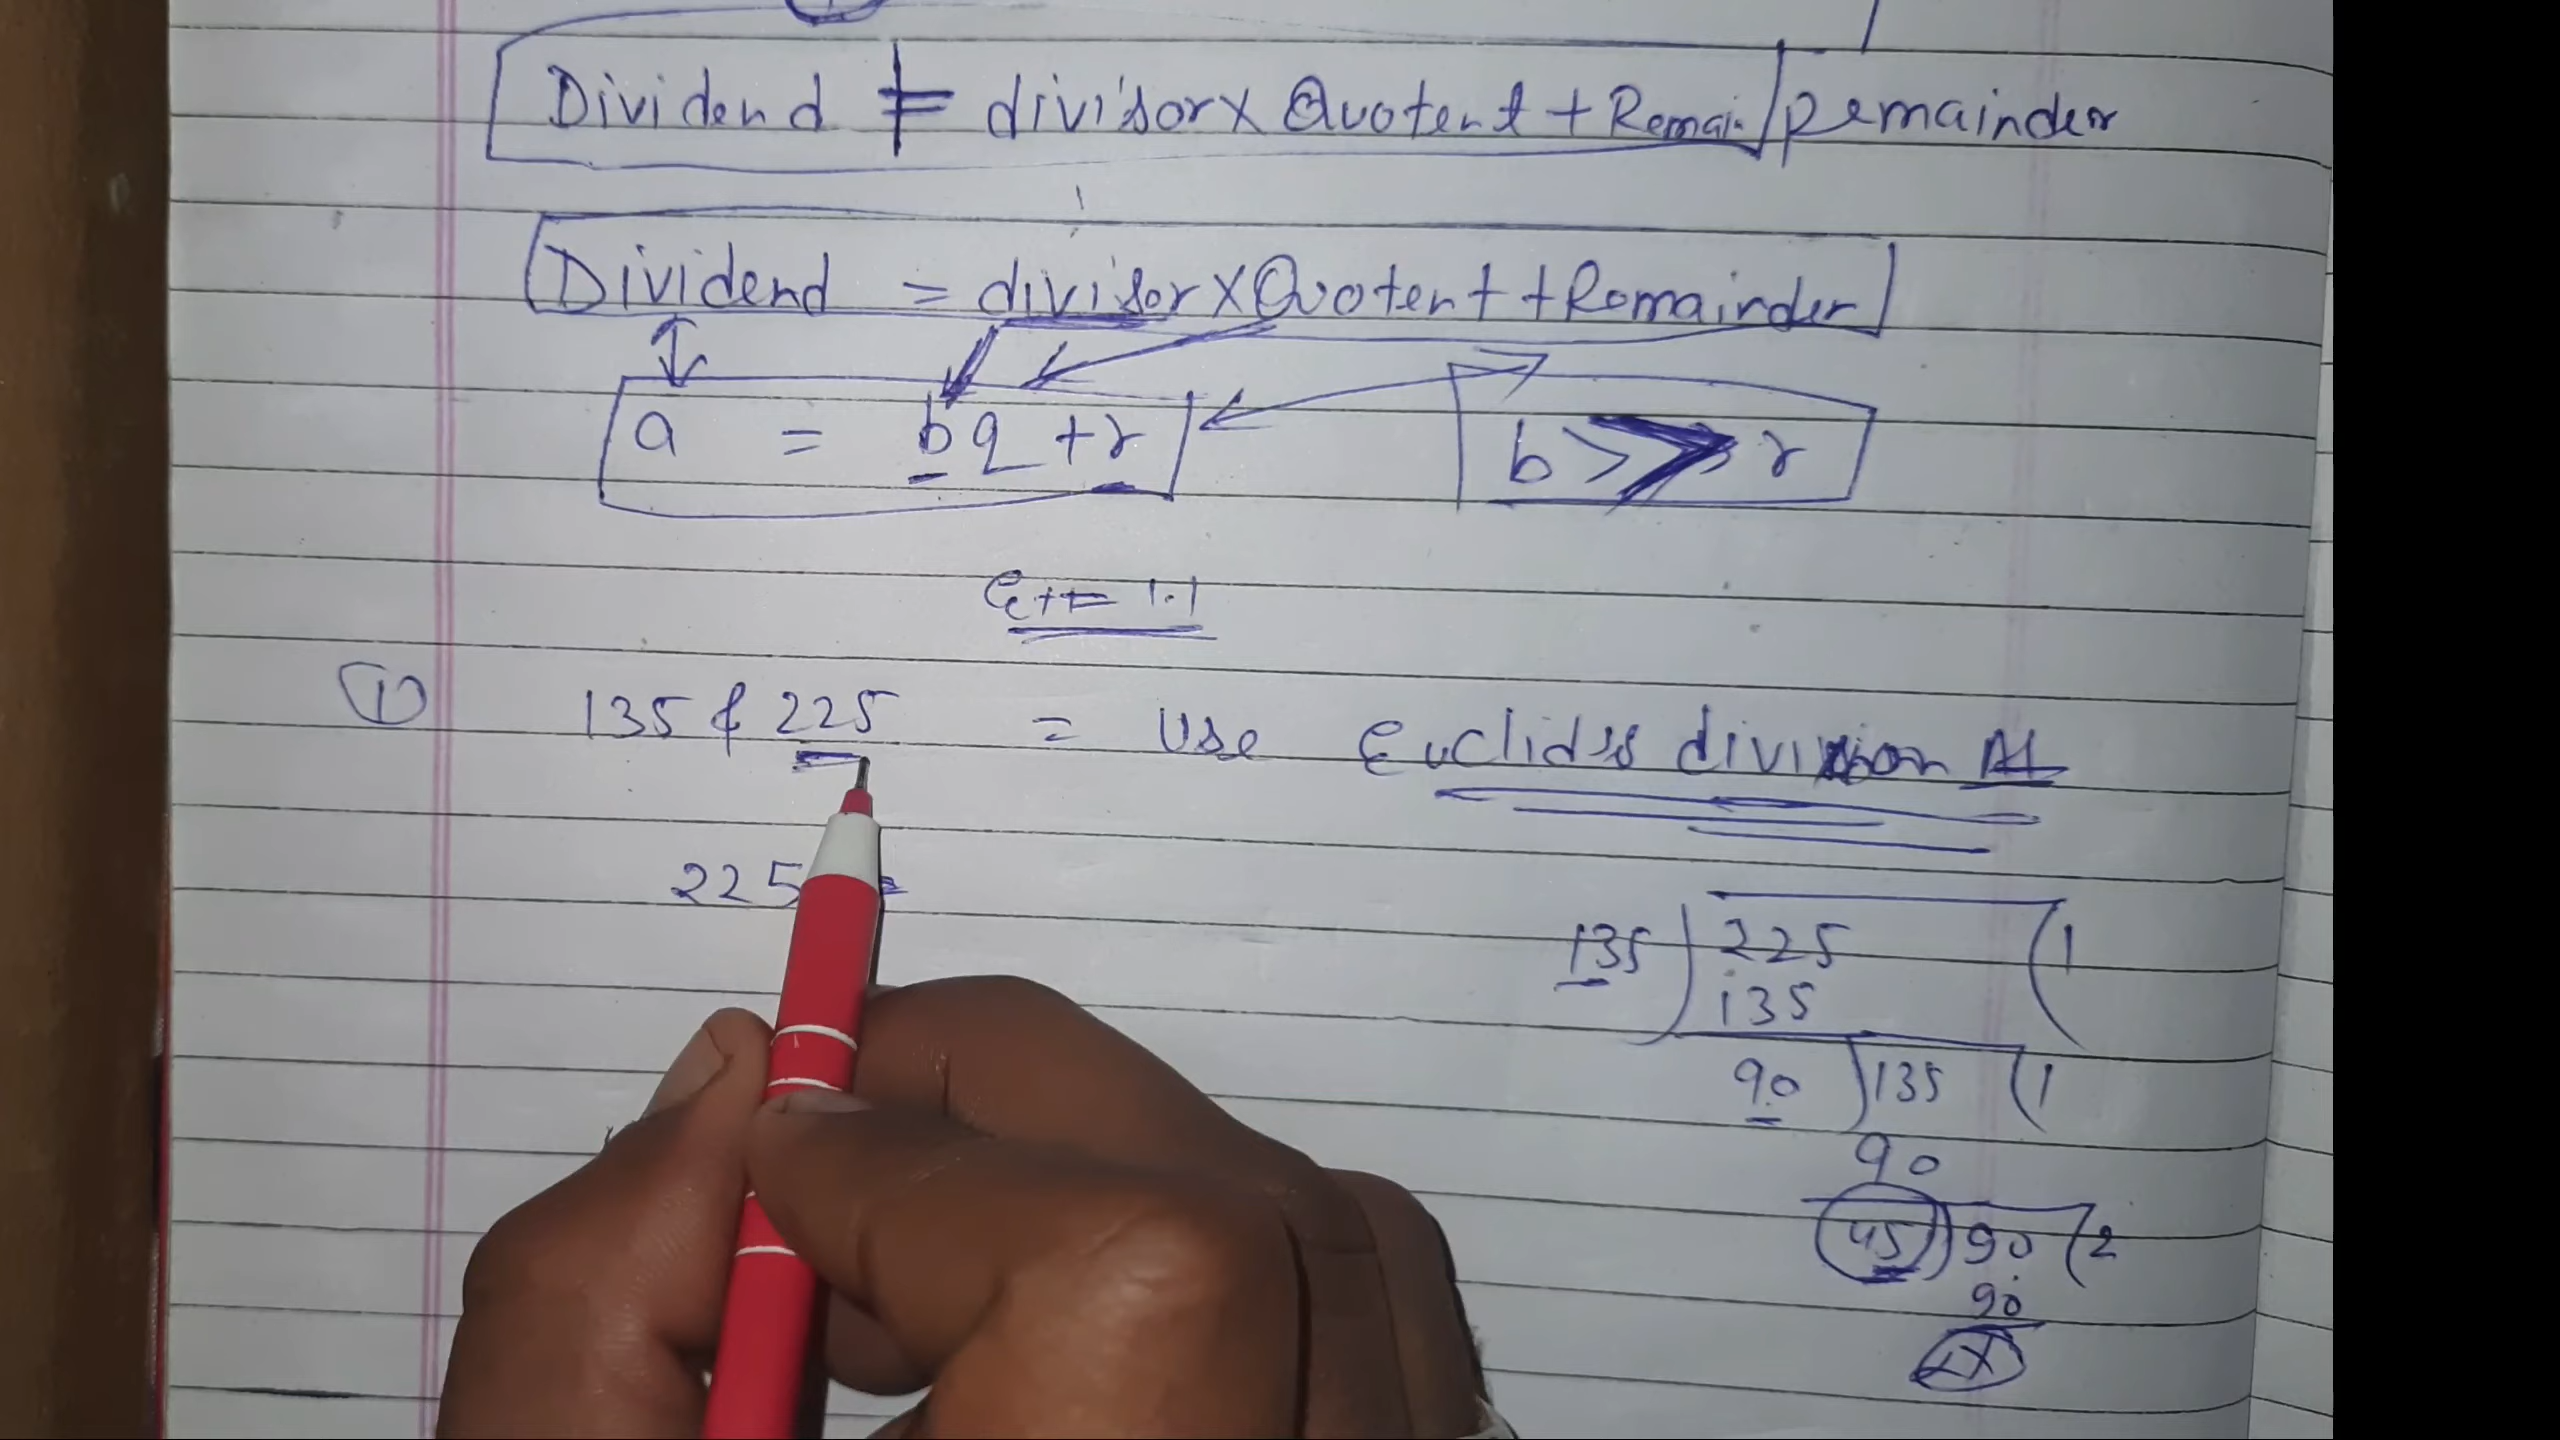 Dividend = divisor x Quotent + Remai. Remainder
Dividend = divisor x Quotent + Remainder
a = bq + r
b > r
Ex = 1.1
① 135 & 225 = Use Euclid's division
225 =
135 ) 225 ( 1
135
90 ) 135 ( 1
90
45 ) 90 ( 2
90